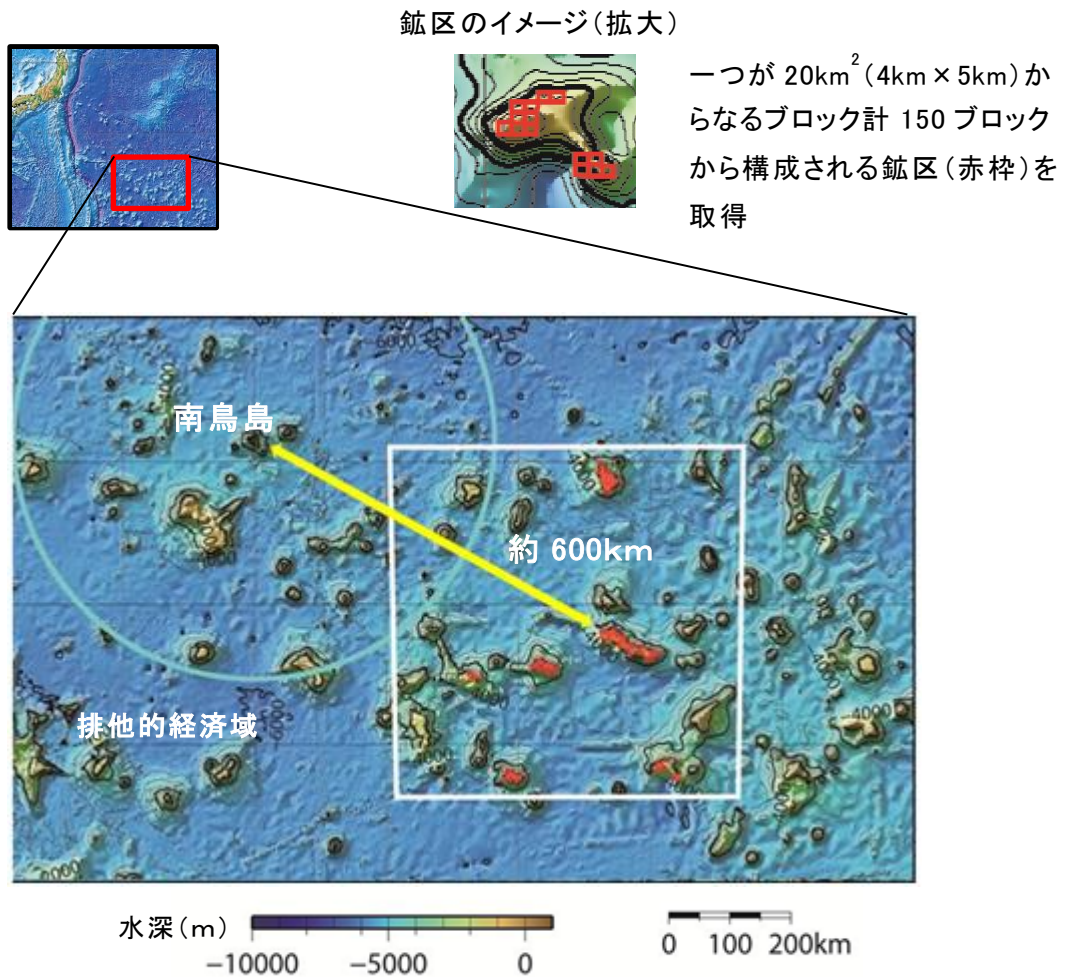 鉱区のイメージ(拡大)
一つが 20km²(4km×5km)か
らなるブロック計 150 ブロック
から構成される鉱区(赤枠)を
取得
6000
南鳥島
約 600km
排他的経済域
4000
水深(m)
-10000 -5000 0
0 100 200km